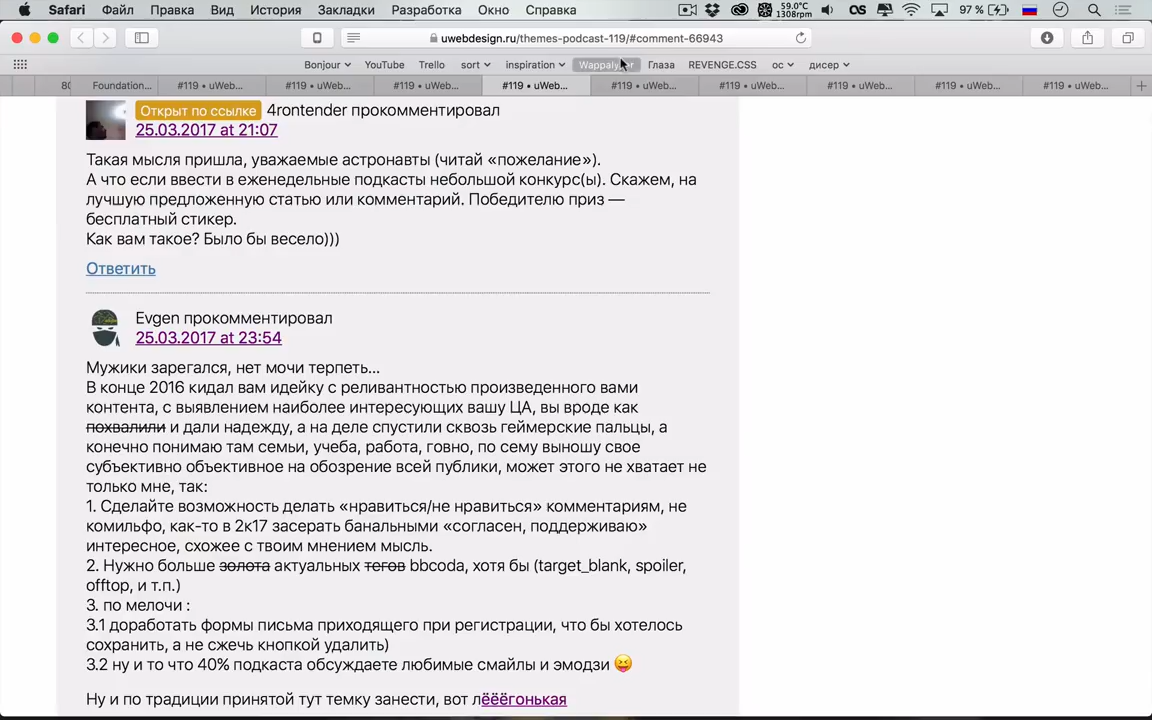 Safari Файл Правка Вид История Закладки Разработка Окно Справка 59.0°C 1308rpm 97 %
uwebdesign.ru/themes-podcast-119/#comment-66943
Bonjour YouTube Trello sort inspiration Глаза REVENGE.CSS ос дисер
Foundation... #119 • uWeb... #119 • uWeb... #119 • uWeb... #119 • uWeb... #119 • uWeb... #119 • uWeb... #119 • uWeb... #119 • uWeb... #119 • uWeb...
Открыт по ссылке 4rontender прокомментировал
25.03.2017 at 21:07
Такая мысля пришла, уважаемые астронавты (читай «пожелание»).
А что если ввести в еженедельные подкасты небольшой конкурс(ы). Скажем, на
лучшую предложенную статью или комментарий. Победителю приз —
бесплатный стикер.
Как вам такое? Было бы весело)))
Ответить
Evgen прокомментировал
25.03.2017 at 23:54
Мужики зарегался, нет мочи терпеть...
В конце 2016 кидал вам идейку с реливантностью произведенного вами
контента, с выявлением наиболее интересующих вашу ЦА, вы вроде как
похвалили и дали надежду, а на деле спустили сквозь геймерские пальцы, а
конечно понимаю там семьи, учеба, работа, говно, по сему выношу свое
субъективно объективное на обозрение всей публики, может этого не хватает не
только мне, так:
1. Сделайте возможность делать «нравиться/не нравиться» комментариям, не
комильфо, как-то в 2к17 засерать банальными «согласен, поддерживаю»
интересное, схожее с твоим мнением мысль.
2. Нужно больше золота актуальных тегов bbcoda, хотя бы (target_blank, spoiler,
offtop, и т.п.)
3. по мелочи :
3.1 доработать формы письма приходящего при регистрации, что бы хотелось
сохранить, а не сжечь кнопкой удалить)
3.2 ну и то что 40% подкаста обсуждаете любимые смайлы и эмодзи 😝
Ну и по традиции принятой тут темку занести, вот лёёёгонькая